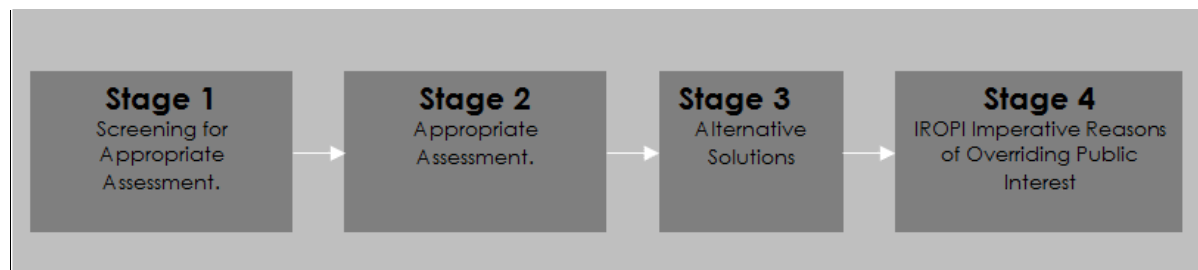 Stage 1
Screening for
Appropriate
Assessment.
Stage 2
Appropriate
Assessment.
Stage 3
Alternative
Solutions
Stage 4
IROPI Imperative Reasons
of Overriding Public
Interest